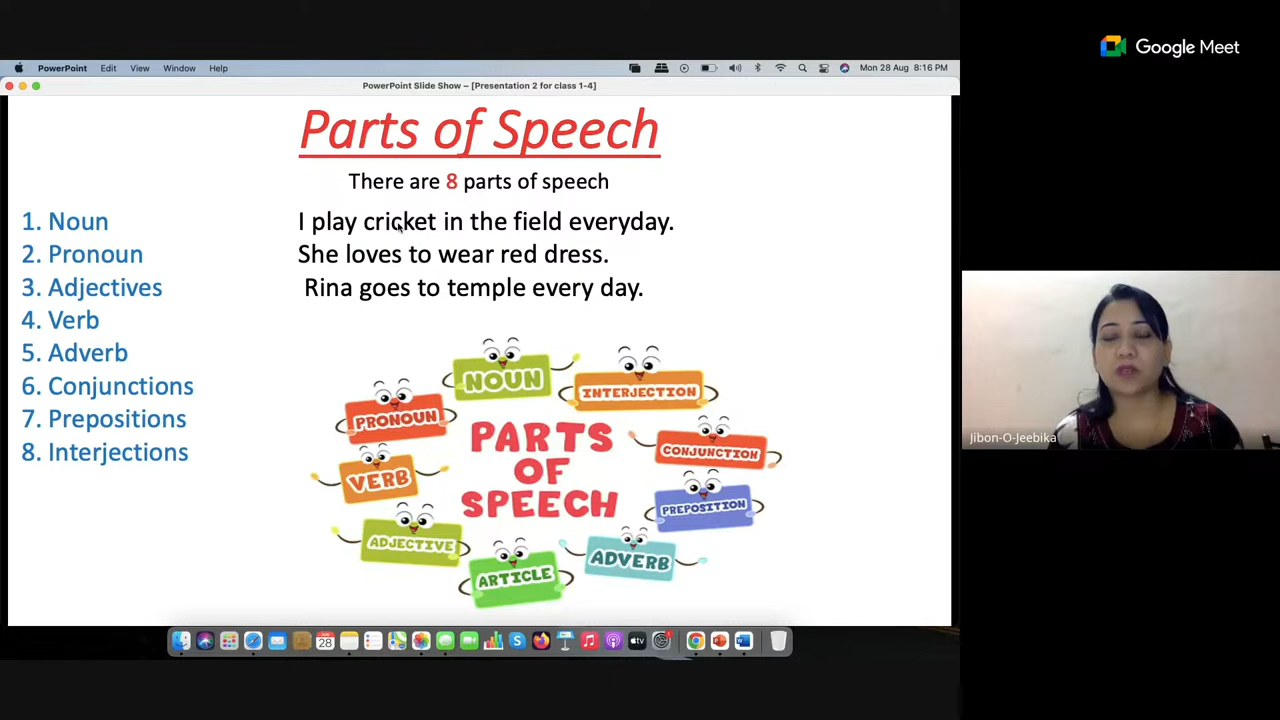 Google Meet
PowerPoint Edit View Window Help
Mon 28 Aug 8:16 PM
PowerPoint Slide Show – [Presentation 2 for class 1-4]
Parts of Speech
There are 8 parts of speech
1. Noun
2. Pronoun
3. Adjectives
4. Verb
5. Adverb
6. Conjunctions
7. Prepositions
8. Interjections
I play cricket in the field everyday.
She loves to wear red dress.
Rina goes to temple every day.
NOUN
INTERJECTION
PRONOUN
CONJUNCTION
VERB
PREPOSITION
ADJECTIVE
ARTICLE
ADVERB
PARTS
OF
SPEECH
Jibon-O-Jeebika
28
tv